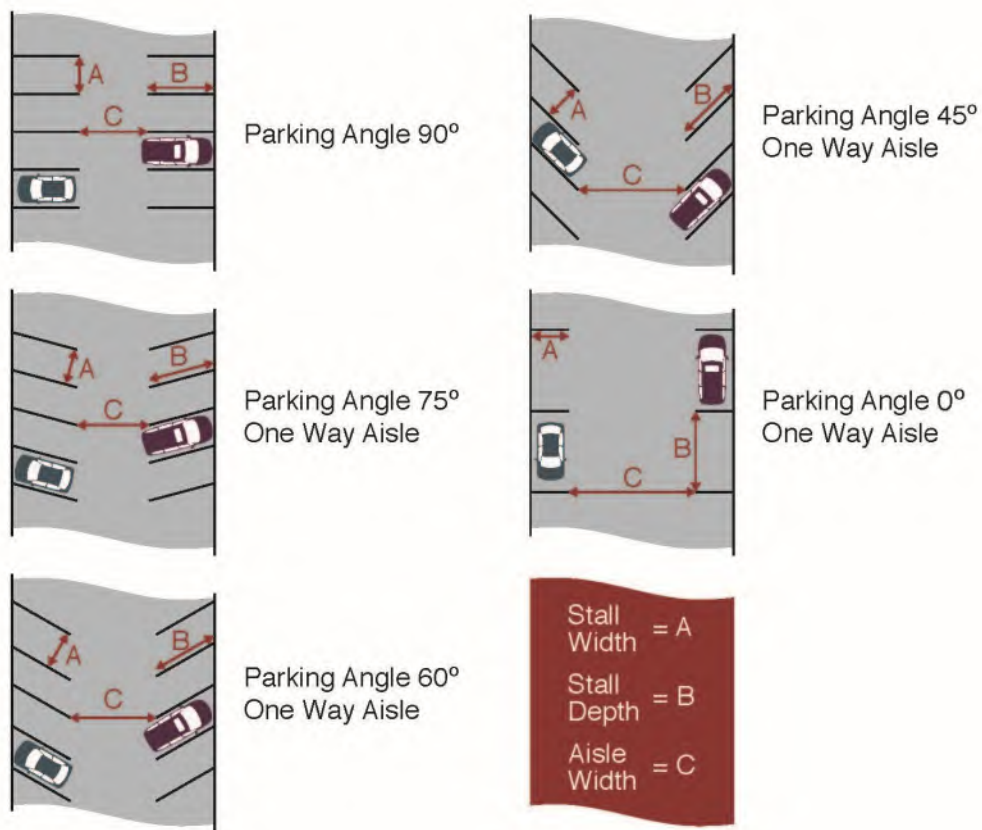 A
B
C
Parking Angle 90º
A
B
C
Parking Angle 45º
One Way Aisle
A
B
C
Parking Angle 75º
One Way Aisle
A
B
C
Parking Angle 0º
One Way Aisle
A
B
C
Parking Angle 60º
One Way Aisle
Stall
Width = A
Stall
Depth = B
Aisle
Width = C